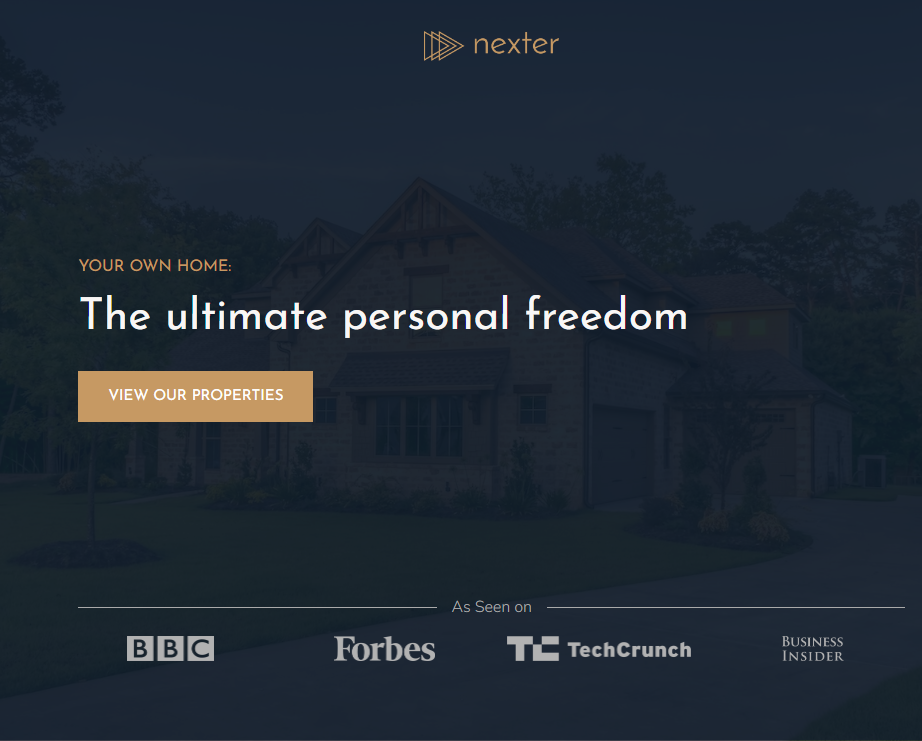 nexter
YOUR OWN HOME:
The ultimate personal freedom
VIEW OUR PROPERTIES
As Seen on
BBC
Forbes
TC TechCrunch
BUSINESS
INSIDER